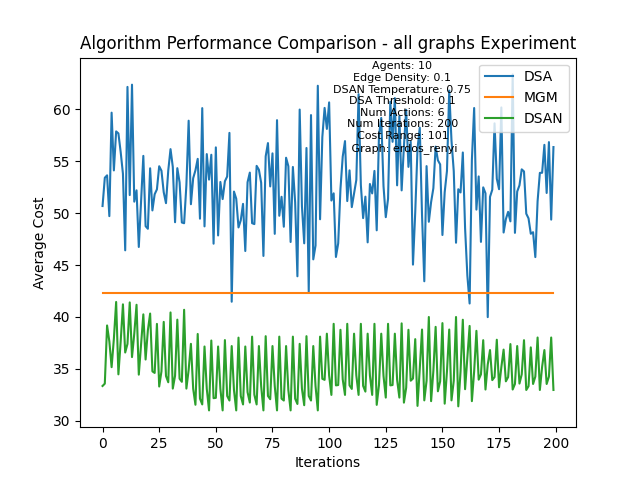 Algorithm Performance Comparison - all graphs Experiment
Agents: 10
Edge Density: 0.1
DSAN Temperature: 0.75
DSA Threshold: 0.1
Num Actions: 6
Num Iterations: 200
Cost Range: 101
Graph: erdos_renyi
DSA
MGM
DSAN
Average Cost
60
55
50
45
40
35
30
0 25 50 75 100 125 150 175 200
Iterations